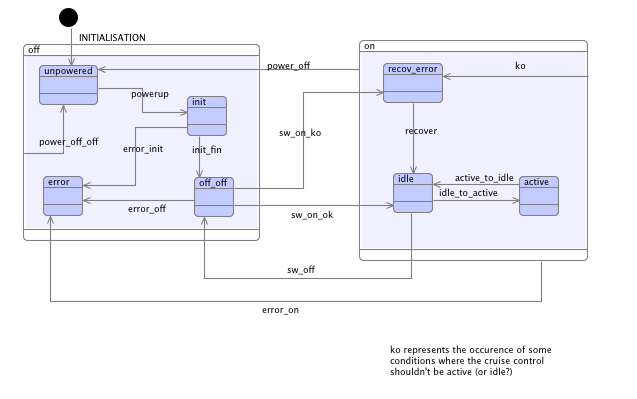 INITIALISATION
off
on
unpowered
power_off
recov_error
ko
powerup
init
sw_on_ko
recover
power_off_off
error_init
init_fin
error
off_off
idle
active_to_idle
active
idle_to_active
error_off
sw_on_ok
sw_off
error_on
ko represents the occurence of some
conditions where the cruise control
shouldn't be active (or idle?)